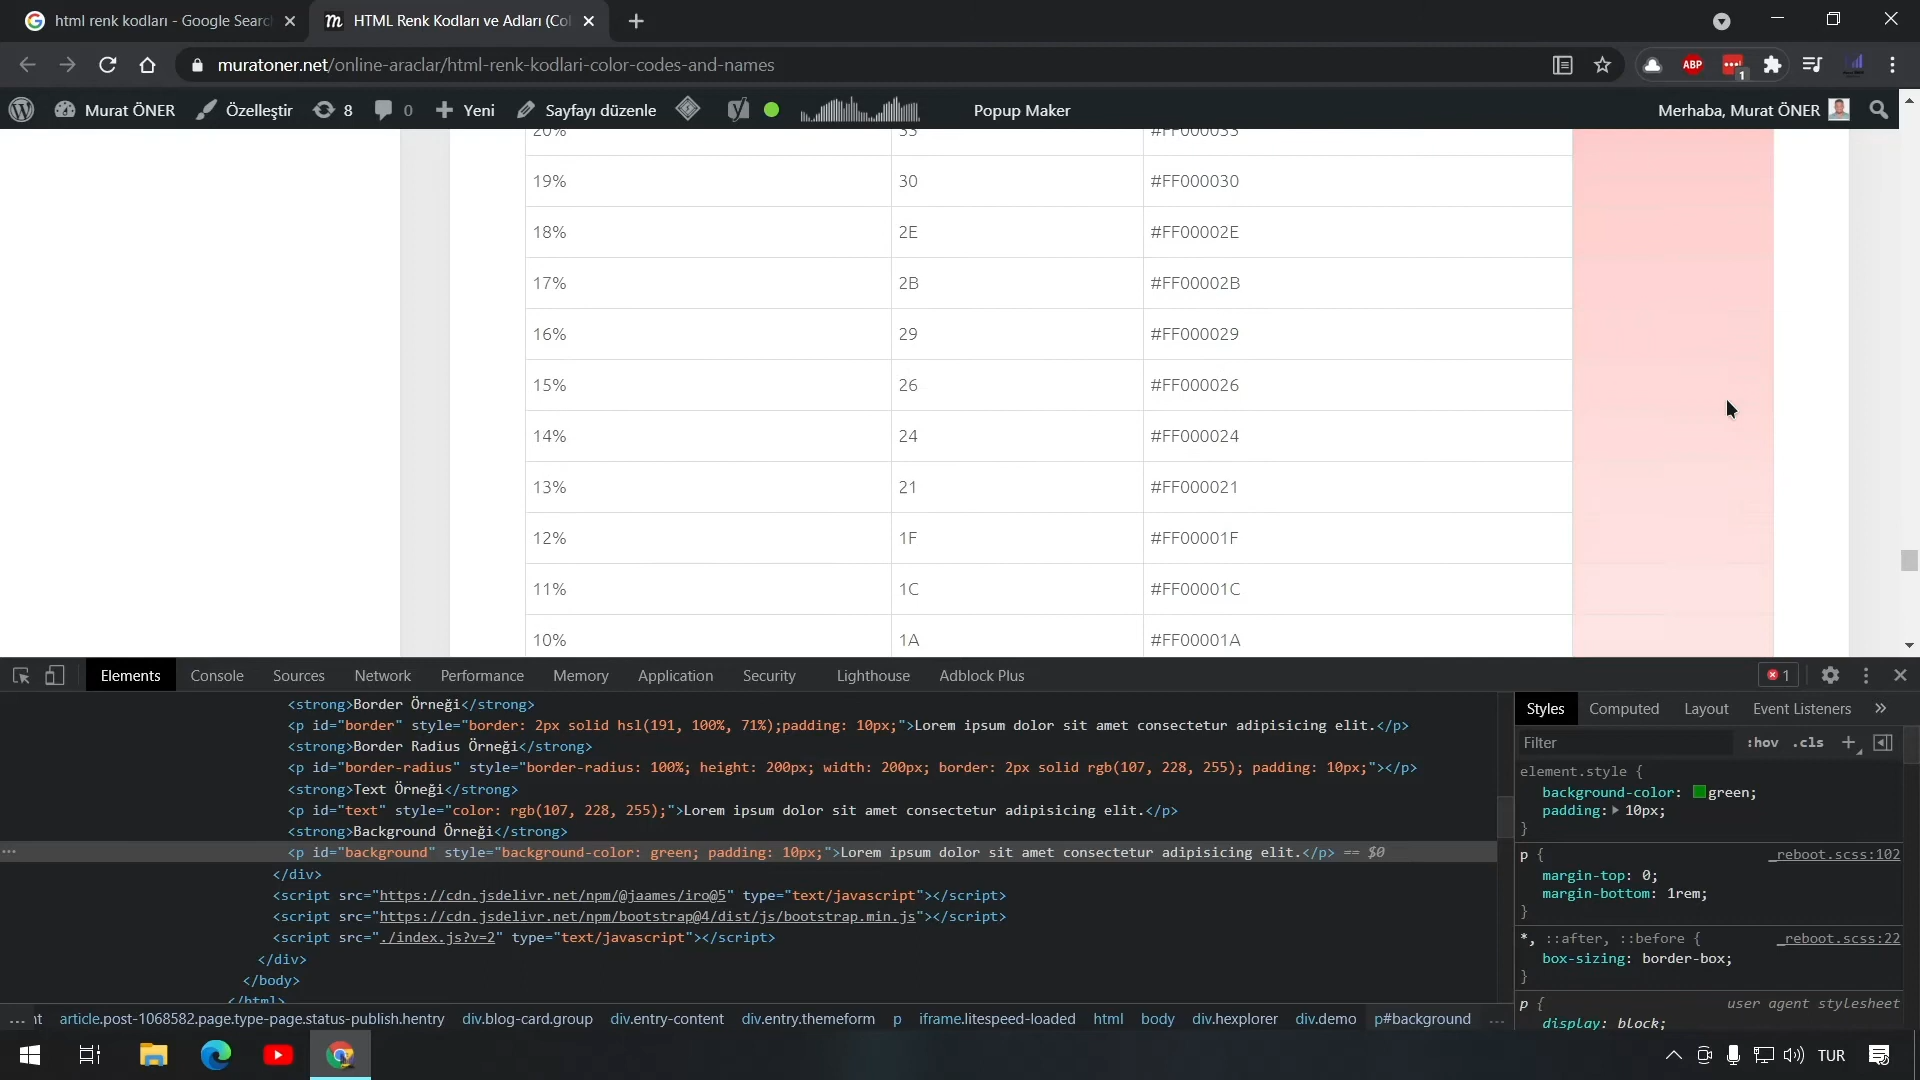 html renk kodları - Google Searc
HTML Renk Kodları ve Adları (Col
muratoner.net/online-araclar/html-renk-kodlari-color-codes-and-names
ABP
1
Murat ÖNER
Özelleştir
8
0
Yeni
Sayfayı düzenle
Popup Maker
Merhaba, Murat ÖNER
20% 33 #FF000033
19% 30 #FF000030
18% 2E #FF00002E
17% 2B #FF00002B
16% 29 #FF000029
15% 26 #FF000026
14% 24 #FF000024
13% 21 #FF000021
12% 1F #FF00001F
11% 1C #FF00001C
10% 1A #FF00001A
Elements Console Sources Network Performance Memory Application Security Lighthouse Adblock Plus 1
<strong>Border Örneği</strong>
<p id="border" style="border: 2px solid hsl(191, 100%, 71%);padding: 10px;">Lorem ipsum dolor sit amet consectetur adipisicing elit.</p>
<strong>Border Radius Örneği</strong>
<p id="border-radius" style="border-radius: 100%; height: 200px; width: 200px; border: 2px solid rgb(107, 228, 255); padding: 10px;"></p>
<strong>Text Örneği</strong>
<p id="text" style="color: rgb(107, 228, 255);">Lorem ipsum dolor sit amet consectetur adipisicing elit.</p>
<strong>Background Örneği</strong>
<p id="background" style="background-color: green; padding: 10px;">Lorem ipsum dolor sit amet consectetur adipisicing elit.</p> == $0
</div>
<script src="https://cdn.jsdelivr.net/npm/@jaames/iro@5" type="text/javascript"></script>
<script src="https://cdn.jsdelivr.net/npm/bootstrap@4/dist/js/bootstrap.min.js"></script>
<script src="./index.js?v=2" type="text/javascript"></script>
</div>
</body>
</html>
... nt article.post-1068582.page.type-page.status-publish.hentry div.blog-card.group div.entry-content div.entry.themeform p iframe.litespeed-loaded html body div.hexplorer div.demo p#background ...
Styles Computed Layout Event Listeners »
Filter :hov .cls +
element.style {
background-color: green;
padding: 10px;
}
p { _reboot.scss:102
margin-top: 0;
margin-bottom: 1rem;
}
*, ::after, ::before { _reboot.scss:22
box-sizing: border-box;
}
p { user agent stylesheet
display: block;
TUR